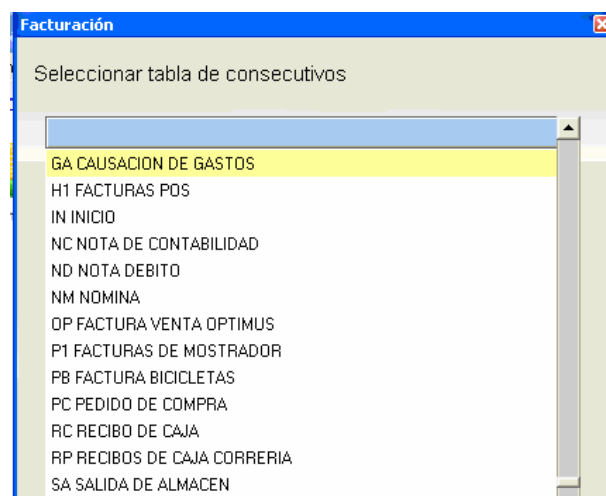 Facturación
Seleccionar tabla de consecutivos
GA CAUSACION DE GASTOS
H1 FACTURAS POS
IN INICIO
NC NOTA DE CONTABILIDAD
ND NOTA DEBITO
NM NOMINA
OP FACTURA VENTA OPTIMUS
P1 FACTURAS DE MOSTRADOR
PB FACTURA BICICLETAS
PC PEDIDO DE COMPRA
RC RECIBO DE CAJA
RP RECIBOS DE CAJA CORRERIA
SA SALIDA DE ALMACEN